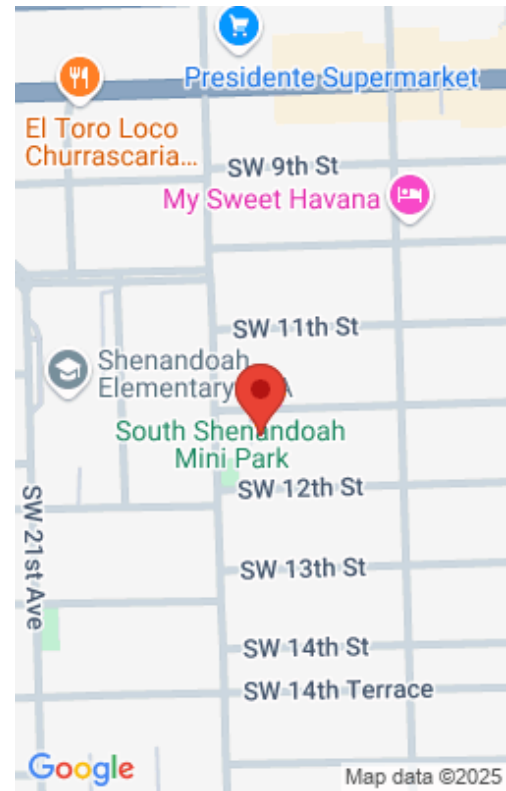 Presidente Supermarket
El Toro Loco
Churrascaria...
SW 9th St
My Sweet Havana
SW 11th St
Shenandoah
Elementary
South Shenandoah
Mini Park
SW 12th St
SW 21st Ave
SW 13th St
SW 14th St
SW 14th Terrace
Google
Map data ©2025